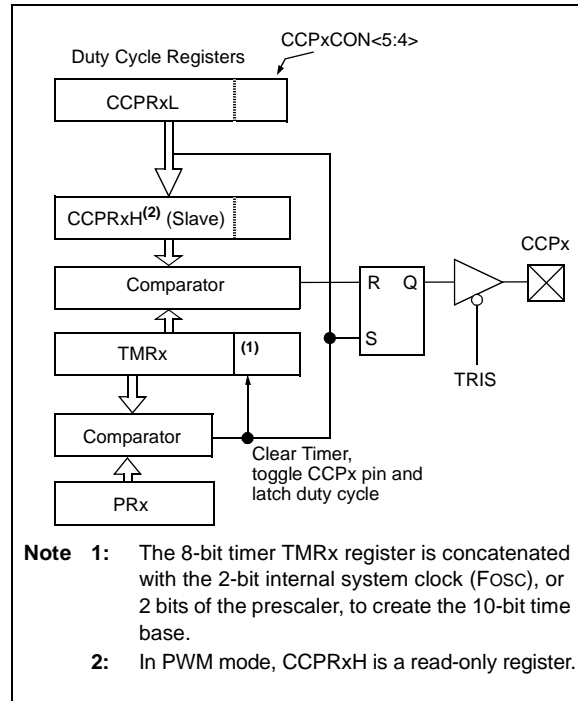 CCPxCON<5:4>
Duty Cycle Registers
CCPRxL
CCPRxH(2) (Slave)
CCPx
Comparator
R Q
TMRx (1)
S
TRIS
Comparator
Clear Timer,
toggle CCPx pin and
latch duty cycle
PRx
Note 1: The 8-bit timer TMRx register is concatenated
with the 2-bit internal system clock (FOSC), or
2 bits of the prescaler, to create the 10-bit time
base.
2: In PWM mode, CCPRxH is a read-only register.